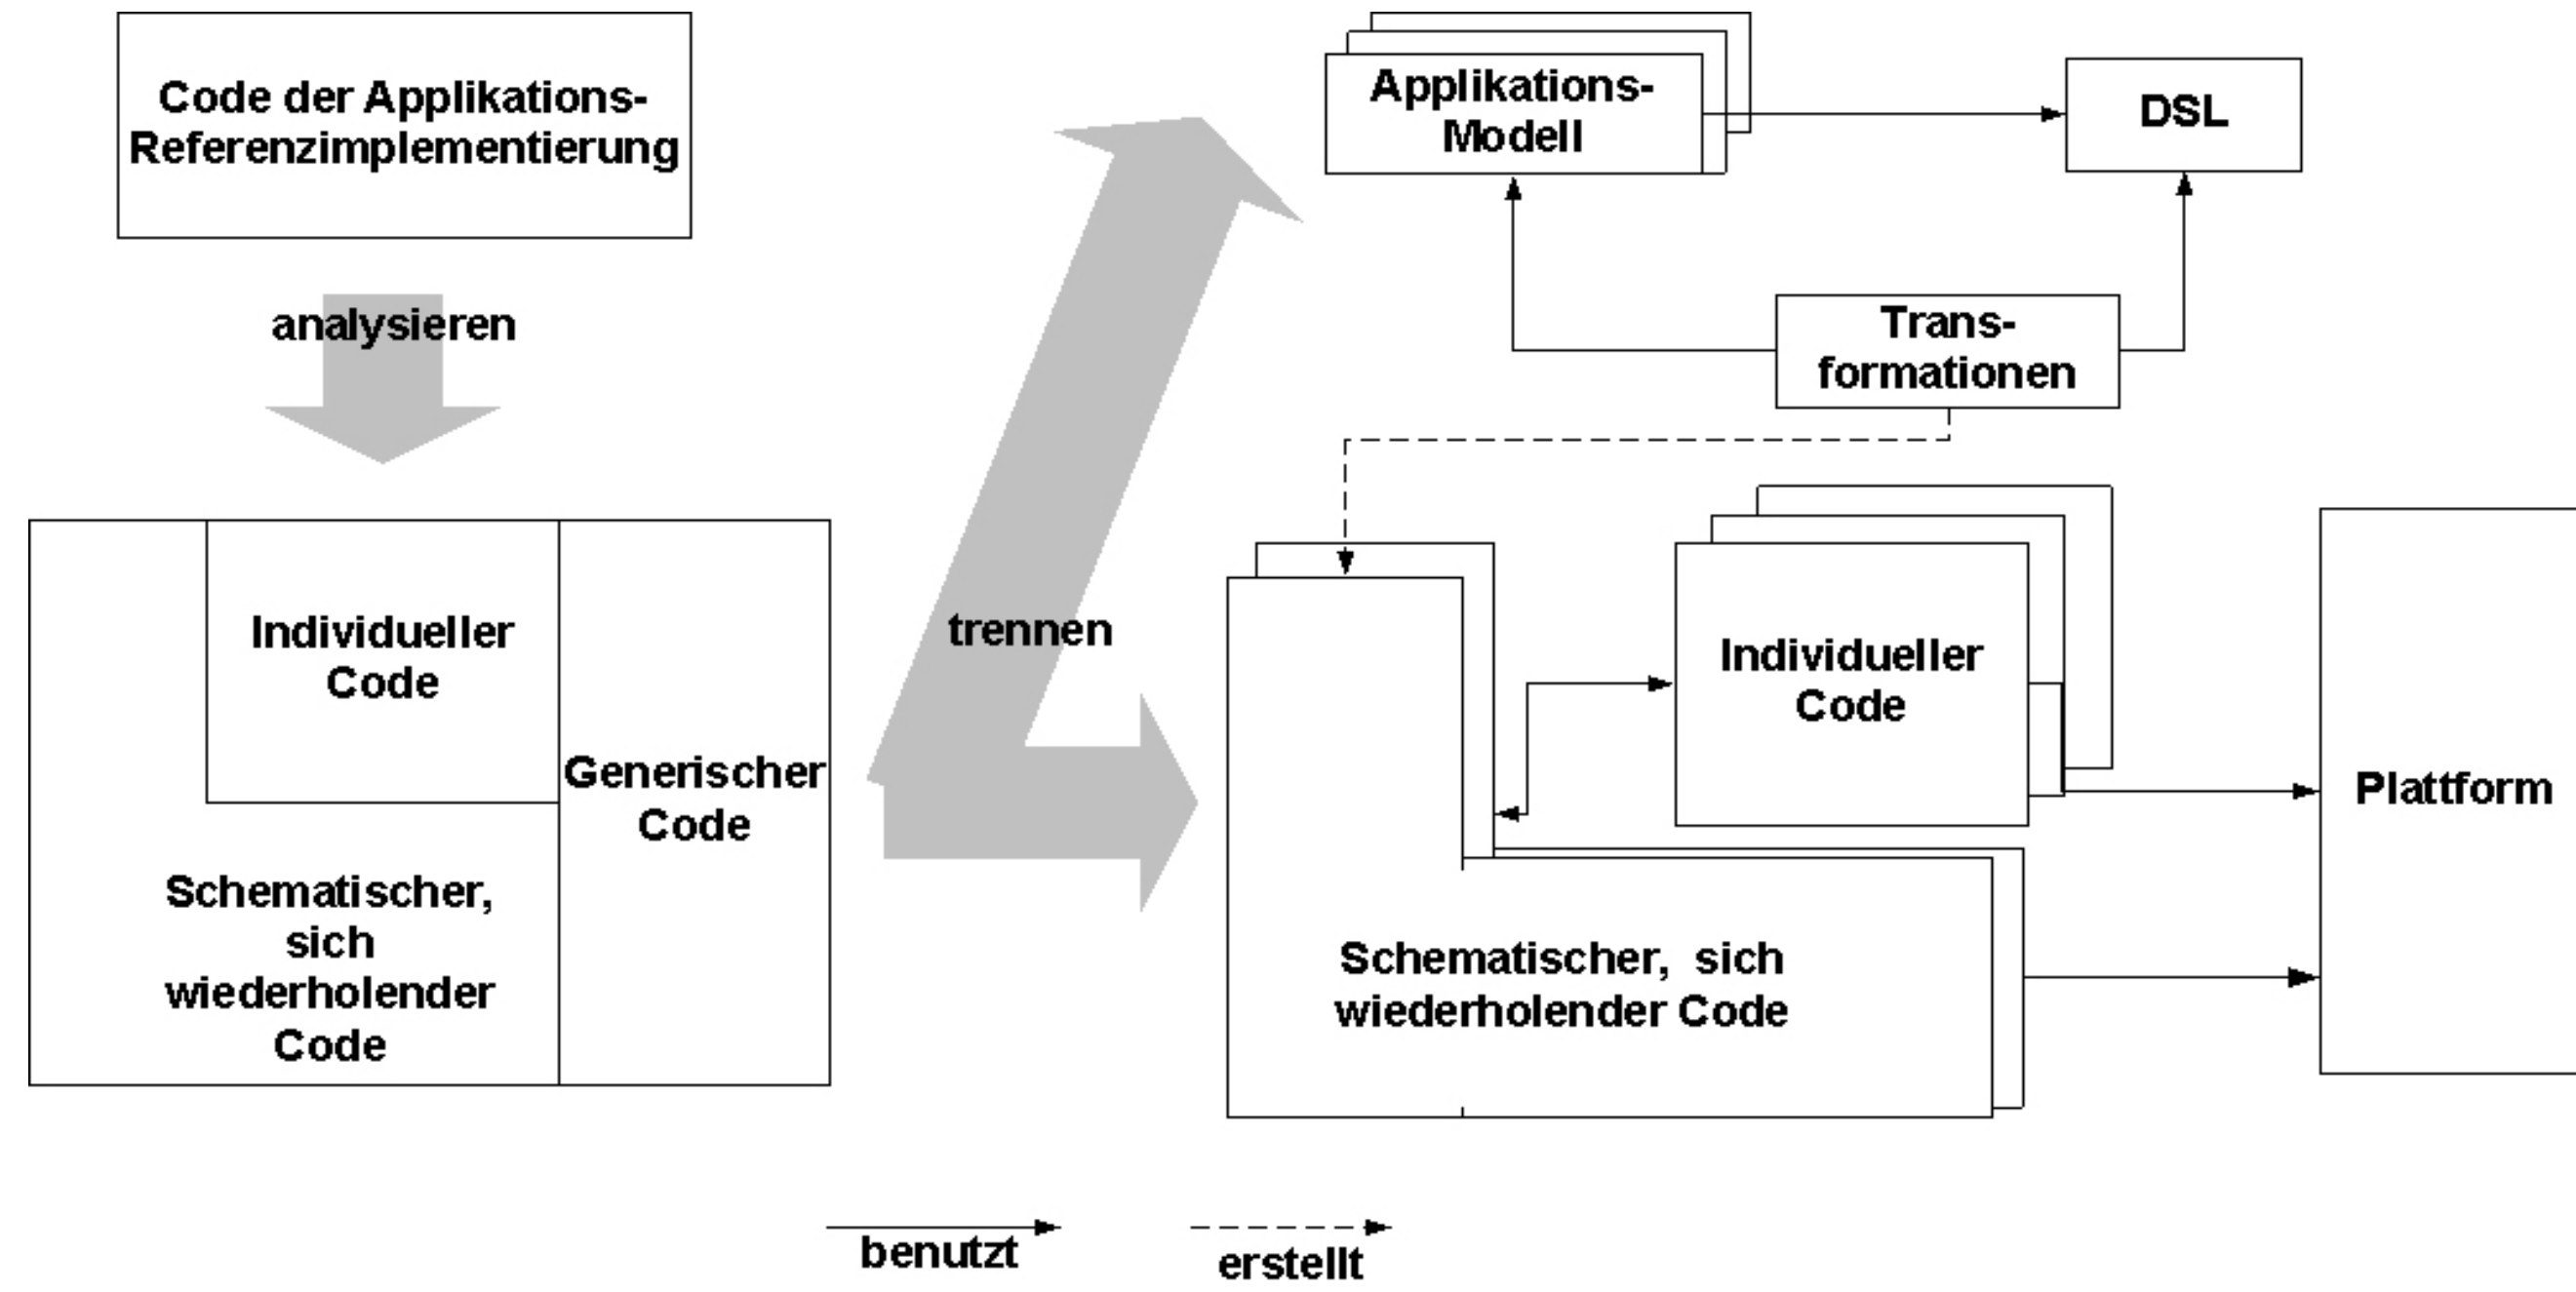 Code der Applikations-
Referenzimplementierung
analysieren
Individueller
Code
Generischer
Code
Schematischer,
sich
wiederholender
Code
trennen
Applikations-
Modell
DSL
Trans-
formationen
Individueller
Code
Plattform
Schematischer, sich
wiederholender Code
benutzt
erstellt